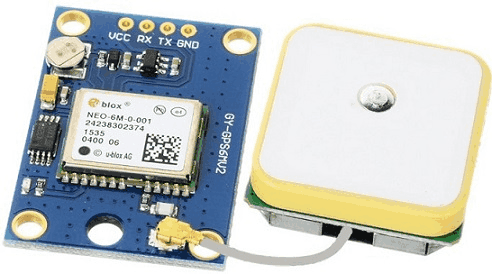 VCC RX TX GND
blox
NEO-6M-0-001
24238302374
1535
0400 06
u-blox AG
GY-GPS6MV2